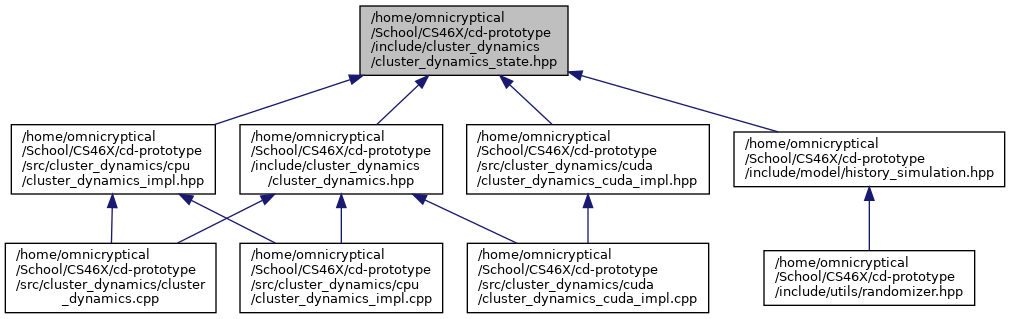 /home/omnicryptical
/School/CS46X/cd-prototype
/include/cluster_dynamics
/cluster_dynamics_state.hpp
/home/omnicryptical
/School/CS46X/cd-prototype
/src/cluster_dynamics/cpu
/cluster_dynamics_impl.hpp
/home/omnicryptical
/School/CS46X/cd-prototype
/include/cluster_dynamics
/cluster_dynamics.hpp
/home/omnicryptical
/School/CS46X/cd-prototype
/src/cluster_dynamics/cuda
/cluster_dynamics_cuda_impl.hpp
/home/omnicryptical
/School/CS46X/cd-prototype
/include/model/history_simulation.hpp
/home/omnicryptical
/School/CS46X/cd-prototype
/src/cluster_dynamics/cluster
_dynamics.cpp
/home/omnicryptical
/School/CS46X/cd-prototype
/src/cluster_dynamics/cpu
/cluster_dynamics_impl.cpp
/home/omnicryptical
/School/CS46X/cd-prototype
/src/cluster_dynamics/cuda
/cluster_dynamics_cuda_impl.cpp
/home/omnicryptical
/School/CS46X/cd-prototype
/include/utils/randomizer.hpp